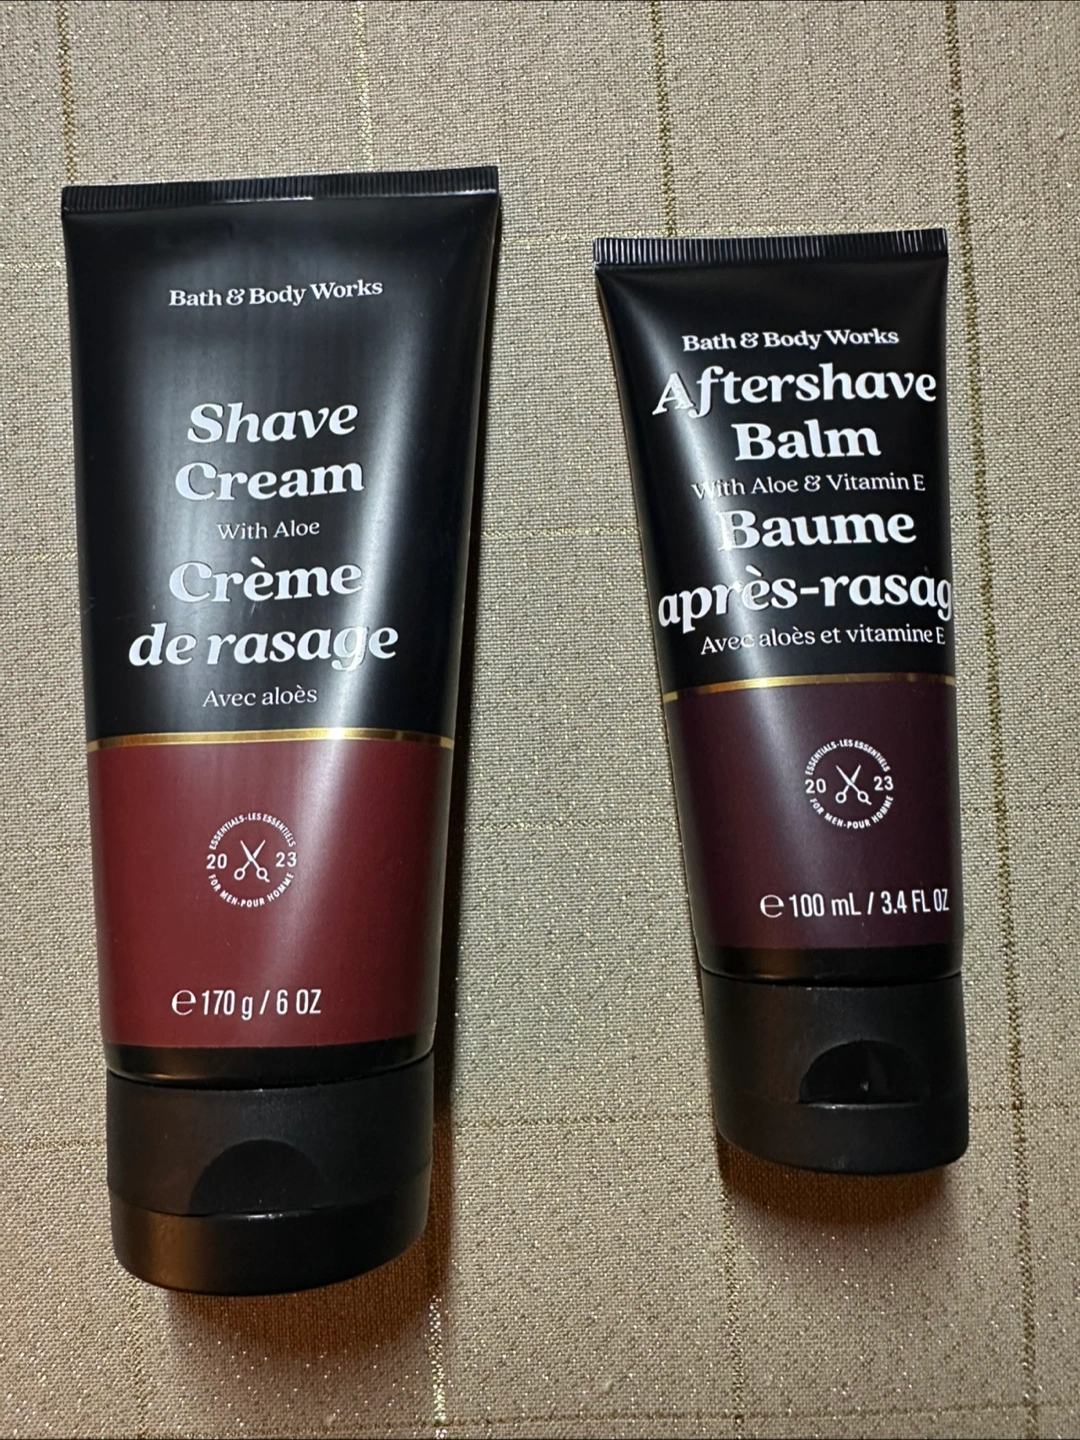 Bath & Body Works
Shave
Cream
With Aloe
Crème
de rasage
Avec aloès
ESSENTIALS-LES ESSENTIELS
20 23
FOR MEN-POUR HOMME
℮ 170 g / 6 OZ
Bath & Body Works
Aftershave
Balm
With Aloe & Vitamin E
Baume
après-rasag
Avec aloès et vitamine E
ESSENTIALS-LES ESSENTIELS
20 23
FOR MEN-POUR HOMME
℮ 100 mL / 3.4 FL OZ